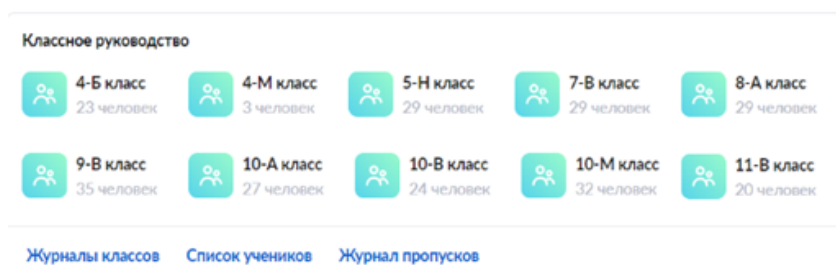 Классное руководство
4-Б класс 4-М класс 5-Н класс 7-В класс 8-А класс
23 человек 3 человек 29 человек 29 человек 29 человек
9-В класс 10-А класс 10-В класс 10-М класс 11-В класс
35 человек 27 человек 24 человек 32 человек 20 человек
Журналы классов Список учеников Журнал пропусков